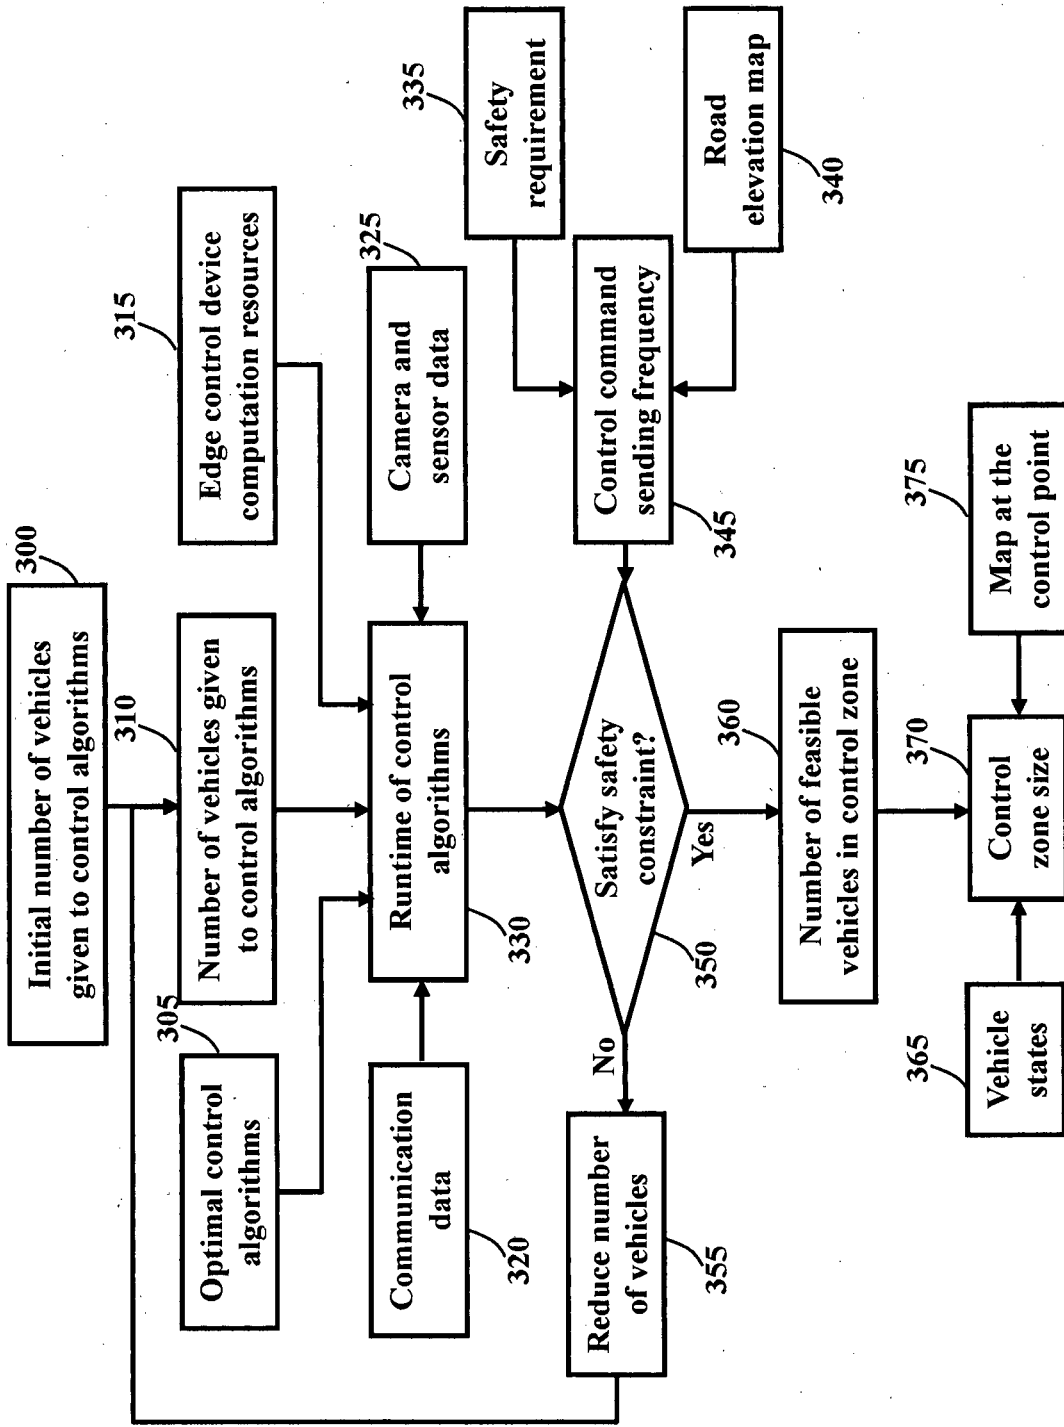 300
Initial number of vehicles
given to control algorithms
305
Optimal control
algorithms
310
Number of vehicles given
to control algorithms
315
Edge control device
computation resources
Communication
data
320
Runtime of control
algorithms
330
325
Camera and
sensor data
335
Safety
requirement
Reduce number
of vehicles
355
No
Satisfy safety
constraint?
350
Yes
Control command
sending frequency
345
Road
elevation map
340
360
Number of feasible
vehicles in control zone
365
Vehicle
states
370
Control
zone size
375
Map at the
control point